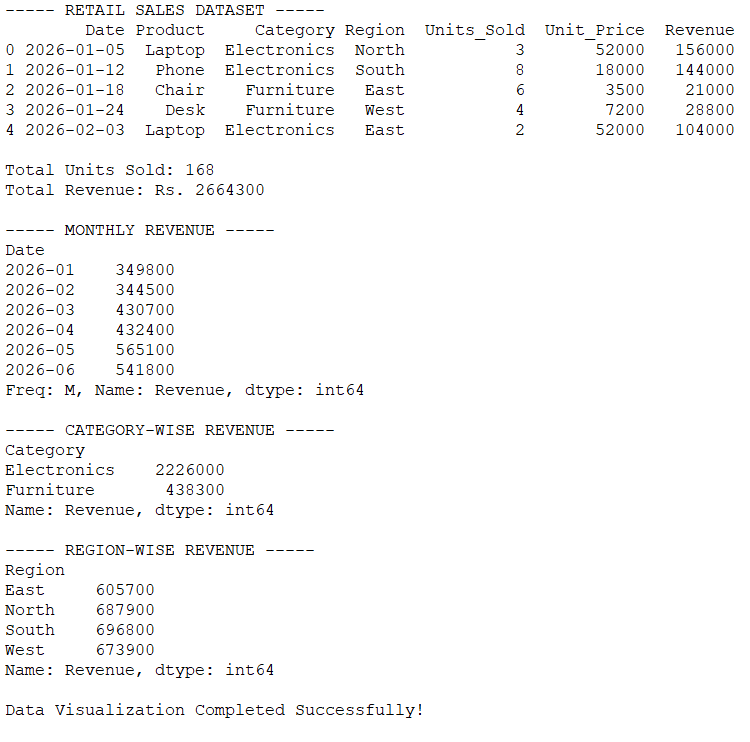 ----- RETAIL SALES DATASET -----
        Date Product     Category Region  Units_Sold  Unit_Price  Revenue
0 2026-01-05  Laptop  Electronics  North           3       52000   156000
1 2026-01-12   Phone  Electronics  South           8       18000   144000
2 2026-01-18   Chair    Furniture   East           6        3500    21000
3 2026-01-24    Desk    Furniture   West           4        7200    28800
4 2026-02-03  Laptop  Electronics   East           2       52000   104000

Total Units Sold: 168
Total Revenue: Rs. 2664300

----- MONTHLY REVENUE -----
Date
2026-01    349800
2026-02    344500
2026-03    430700
2026-04    432400
2026-05    565100
2026-06    541800
Freq: M, Name: Revenue, dtype: int64

----- CATEGORY-WISE REVENUE -----
Category
Electronics    2226000
Furniture       438300
Name: Revenue, dtype: int64

----- REGION-WISE REVENUE -----
Region
East     605700
North    687900
South    696800
West     673900
Name: Revenue, dtype: int64

Data Visualization Completed Successfully!